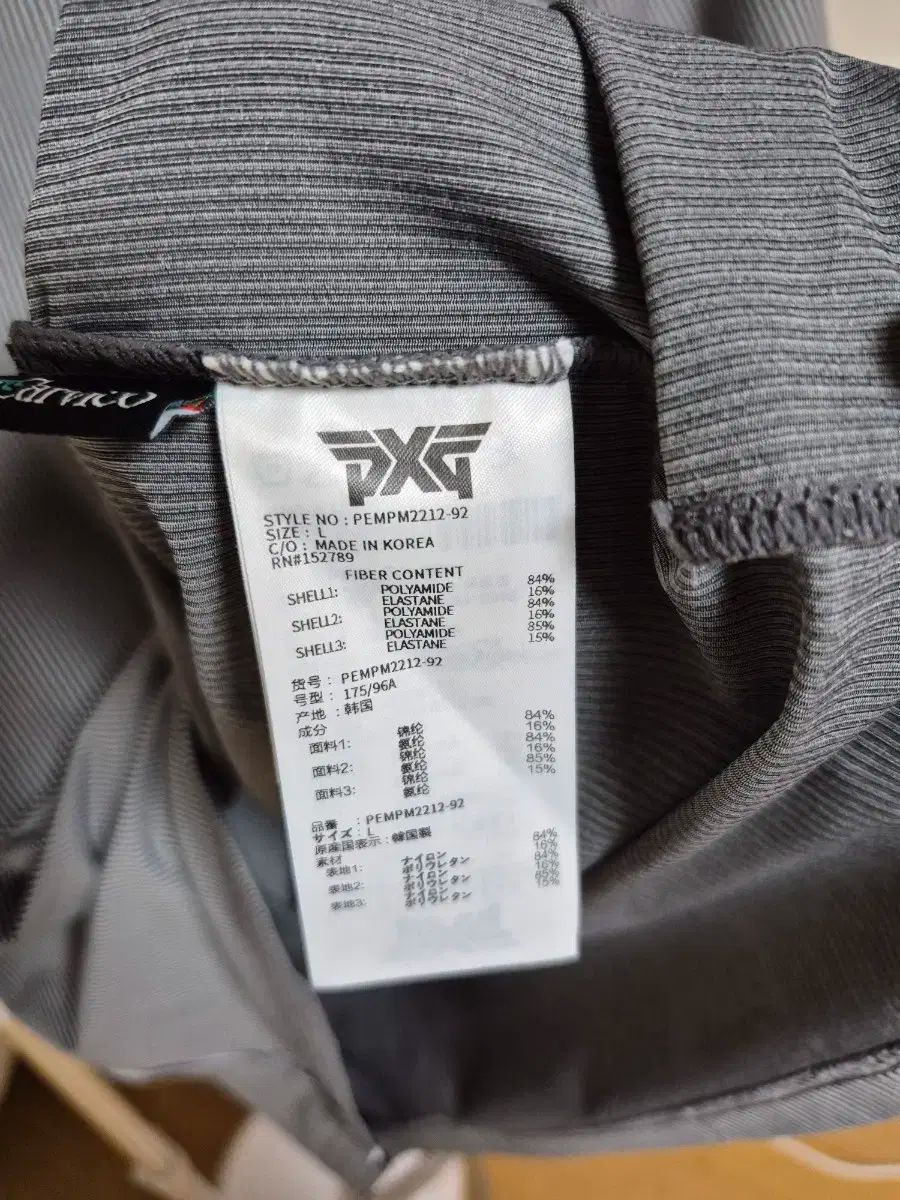 PXG
STYLE NO : PEMPM2212-92
SIZE : L
C/O : MADE IN KOREA
RN#152789
FIBER CONTENT
SHELL1: POLYAMIDE 84%
ELASTANE 16%
SHELL2: POLYAMIDE 84%
ELASTANE 16%
SHELL3: POLYAMIDE 85%
ELASTANE 15%
货号 : PEMPM2212-92
号型 : 175/96A
产地 : 韩国
成分
面料1: 锦纶 84%
氨纶 16%
面料2: 锦纶 84%
氨纶 16%
面料3: 锦纶 85%
氨纶 15%
品番 : PEMPM2212-92
サイズ : L
原産国表示 : 韓国製
素材
表地1: ナイロン 84%
ポリウレタン 16%
表地2: ナイロン 84%
ポリウレタン 16%
表地3: ナイロン 85%
ポリウレタン 15%